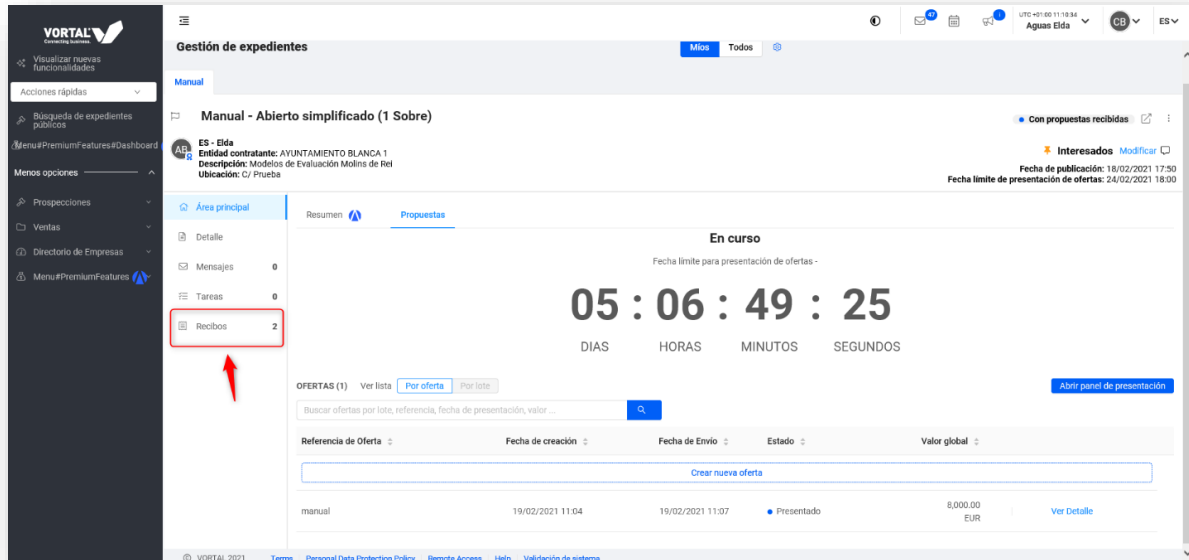 VORTAL
Connecting business.
Visualizar nuevas
funcionalidades
Acciones rápidas
Búsqueda de expedientes
públicos
Menu#PremiumFeatures#Dashboard
Menos opciones
Prospecciones
Ventas
Directorio de Empresas
Menu#PremiumFeatures
47
UTC +01:00 11:10:34
Aguas Elda
CB
ES
Gestión de expedientes
Míos
Todos
Manual
Manual - Abierto simplificado (1 Sobre)
Con propuestas recibidas
AB
ES - Elda
Entidad contratante: AYUNTAMIENTO BLANCA 1
Descripción: Modelos de Evaluación Molins de Rei
Ubicación: C/ Prueba
Interesados Modificar
Fecha de publicación: 18/02/2021 17:50
Fecha límite de presentación de ofertas: 24/02/2021 18:00
Área principal
Detalle
Mensajes 0
Tareas 0
Recibos 2
Resumen
Propuestas
En curso
Fecha límite para presentación de ofertas -
05 : 06 : 49 : 25
DIAS HORAS MINUTOS SEGUNDOS
OFERTAS (1) Ver lista Por oferta Por lote
Abrir panel de presentación
Buscar ofertas por lote, referencia, fecha de presentación, valor ...
Referencia de Oferta Fecha de creación Fecha de Envío Estado Valor global
Crear nueva oferta
manual 19/02/2021 11:04 19/02/2021 11:07 Presentado 8,000.00 EUR Ver Detalle
© VORTAL 2021 Terms Personal Data Protection Policy Remote Access Help Validación de sistema